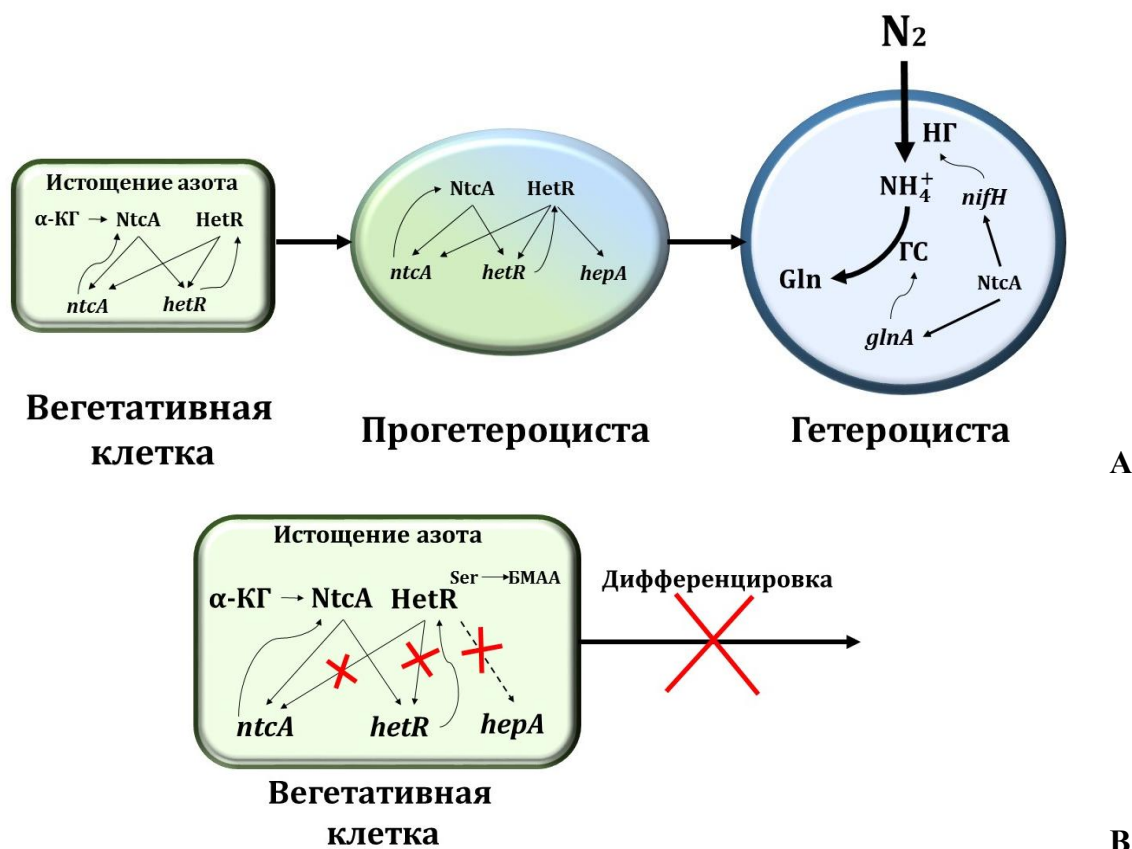 N2
Истощение азота
α-КГ NtcA HetR
ntcA hetR
Вегетативная
клетка
NtcA HetR
ntcA hetR hepA
Прогетероциста
НГ
NH4+
nifH
ГС
Gln
NtcA
glnA
Гетероциста
А
Истощение азота
Ser БМАА
α-КГ NtcA HetR
ntcA hetR hepA
Вегетативная
клетка
Дифференцировка
В